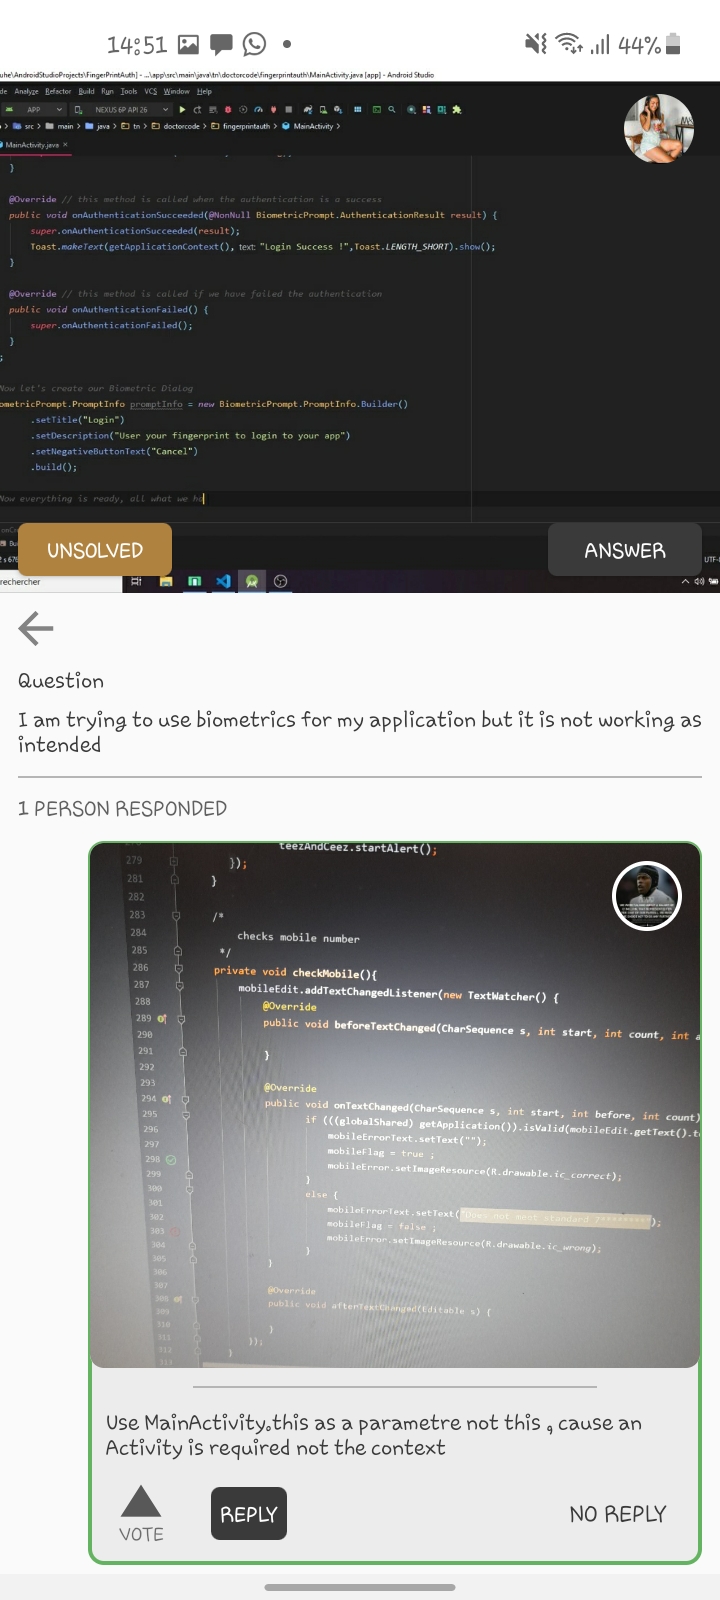 14:51
44%
uhe\AndroidStudioProjects\FingerPrintAuth] - ...\app\src\main\java\tn\doctorcode\fingerprintauth\MainActivity.java [app] - Android Studio
de Analyze Refactor Build Run Tools VCS Window Help
APP NEXUS 6P API 26
src main java tn doctorcode fingerprintauth MainActivity
MainActivity.java
}
@Override // this method is called when the authentication is a success
public void onAuthenticationSucceeded(@NonNull BiometricPrompt.AuthenticationResult result) {
super.onAuthenticationSucceeded(result);
Toast.makeText(getApplicationContext(), text: "Login Success !",Toast.LENGTH_SHORT).show();
}
@Override // this method is called if we have failed the authentication
public void onAuthenticationFailed() {
super.onAuthenticationFailed();
}
;
Now let's create our Biometric Dialog
ometricPrompt.PromptInfo promptInfo = new BiometricPrompt.PromptInfo.Builder()
.setTitle("Login")
.setDescription("User your fingerprint to login to your app")
.setNegativeButtonText("Cancel")
.build();
Now everything is ready, all what we ha
UNSOLVED
ANSWER
UTF-
rechercher
Question
I am trying to use biometrics for my application but it is not working as
intended
1 PERSON RESPONDED
teezAndCeez.startAlert();
279 });
281 }
282
283 /*
284 checks mobile number
285 */
286 private void checkMobile(){
287 mobileEdit.addTextChangedListener(new TextWatcher() {
288 @Override
289 public void beforeTextChanged(CharSequence s, int start, int count, int a
290
291 }
292
293 @Override
294 public void onTextChanged(CharSequence s, int start, int before, int count)
295 if (((globalShared) getApplication()).isValid(mobileEdit.getText().t
296 mobileErrorText.setText("");
297 mobileFlag = true ;
298 mobileError.setImageResource(R.drawable.ic_correct);
299 }
300 else {
301 mobileErrorText.setText("Does not meet standard );
302 mobileFlag = false ;
303 mobileError.setImageResource(R.drawable.ic_wrong);
304 }
305 }
306
307 @Override
308 public void afterTextChanged(Editable s) {
309
310 }
311 });
312 }
313
Use MainActivity.this as a parametre not this , cause an
Activity is required not the context
VOTE
REPLY
NO REPLY